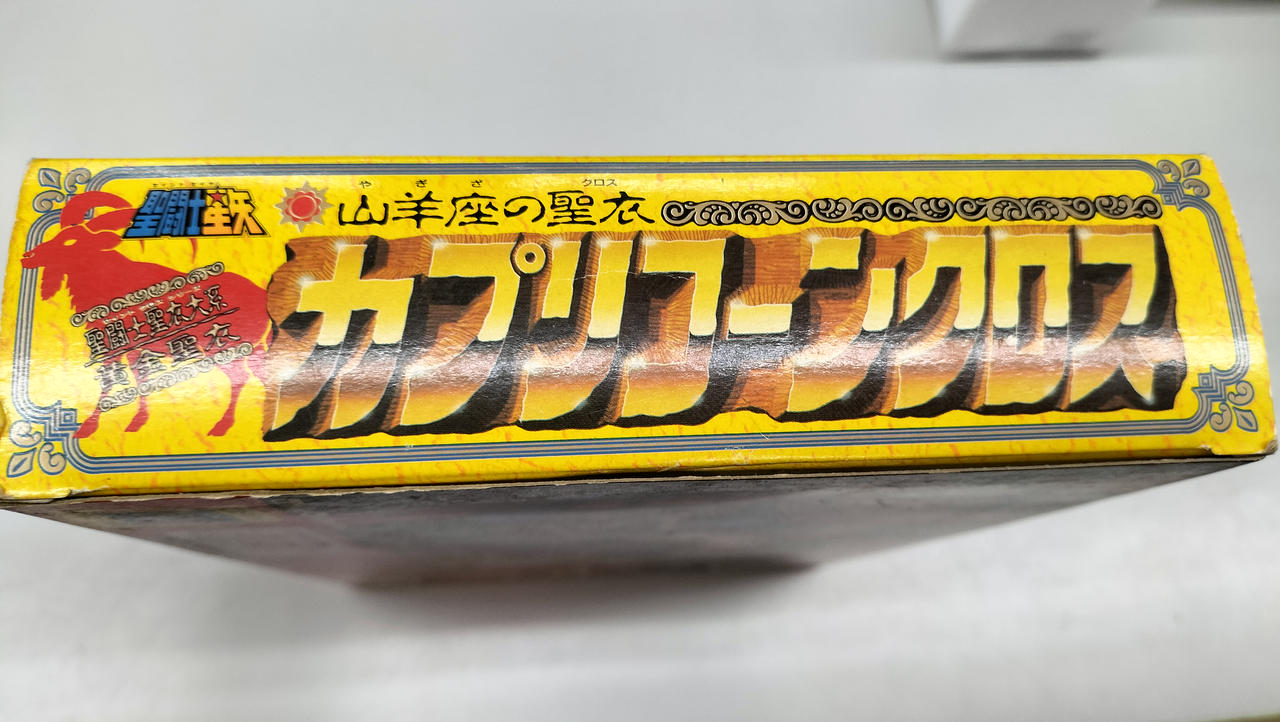 聖闘士星矢
山羊座の聖衣
やぎざ
クロス
カプリコーンクロス
聖闘士聖衣大系
黄金聖衣